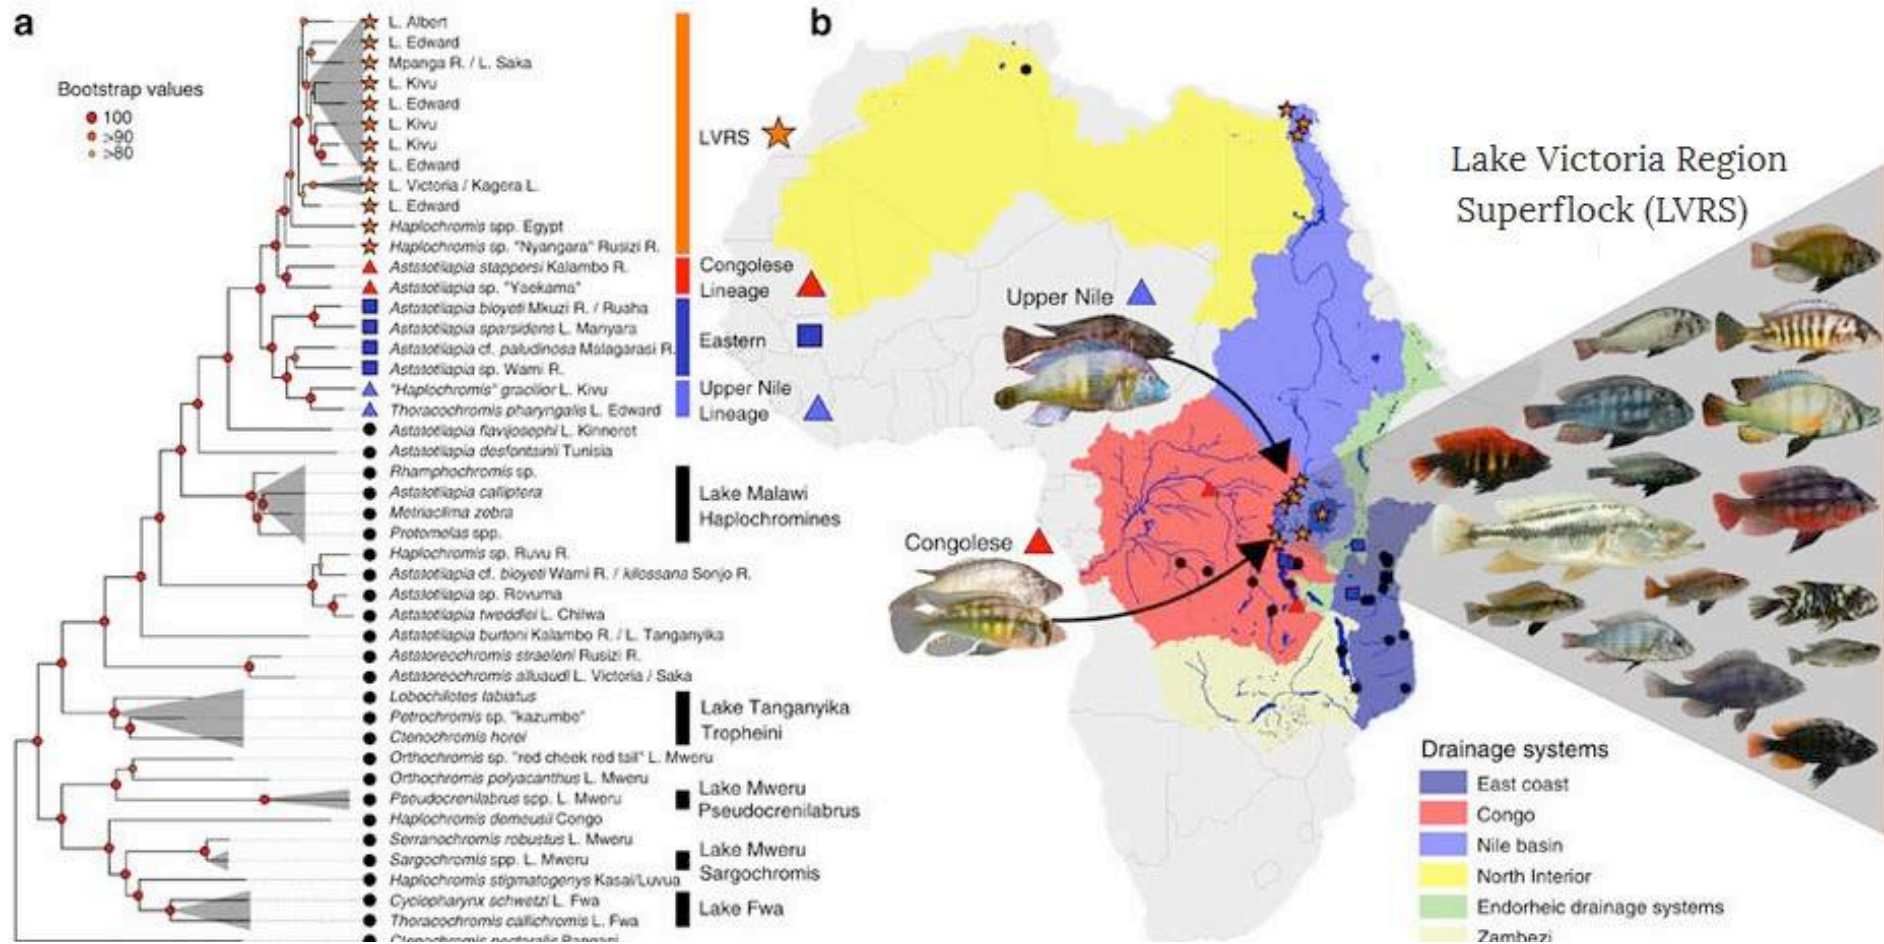 a
Bootstrap values
100
>90
>80
L. Albert
L. Edward
Mpanga R. / L. Saka
L. Kivu
L. Edward
L. Kivu
L. Kivu
L. Edward
L. Victoria / Kagera L.
L. Edward
Haplochromis spp. Egypt
Haplochromis sp. "Nyangara" Rusizi R.
Astatotilapia stappersi Kalambo R.
Astatotilapia sp. "Yaekama"
Astatotilapia bloyeti Mkuzi R. / Ruaha
Astatotilapia sparsidens L. Manyara
Astatotilapia cf. paludinosa Malagarasi R.
Astatotilapia sp. Wami R.
"Haplochromis" gracilior L. Kivu
Thoracochromis pharyngalis L. Edward
Astatotilapia flaviijosephi L. Kinneret
Astatotilapia desfontainii Tunisia
Rhamphochromis sp.
Astatotilapia calliptera
Metriaclima zebra
Protomelas spp.
Haplochromis sp. Ruvu R.
Astatotilapia cf. bloyeti Wami R. / kilossana Sonjo R.
Astatotilapia sp. Rovuma
Astatotilapia tweddlei L. Chilwa
Astatotilapia burtoni Kalambo R. / L. Tanganyika
Astatoreochromis straeleni Rusizi R.
Astatoreochromis alluaudi L. Victoria / Saka
Lobochilotes labiatus
Petrochromis sp. "kazumbe"
Ctenochromis horei
Orthochromis sp. "red cheek red tail" L. Mweru
Orthochromis polyacanthus L. Mweru
Pseudocrenilabrus spp. L. Mweru
Haplochromis demeusii Congo
Serranochromis robustus L. Mweru
Sargochromis spp. L. Mweru
Haplochromis stigmatogenys Kasai/Luvua
Cyclopharynx schwetzi L. Fwa
Thoracochromis callichromis L. Fwa
Ctenochromis pectoralis Pangani
LVRS
Congolese
Lineage
Eastern
Upper Nile
Lineage
Lake Malawi
Haplochromines
Lake Tanganyika
Tropheini
Lake Mweru
Pseudocrenilabrus
Lake Mweru
Sargochromis
Lake Fwa
b
Upper Nile
Congolese
Lake Victoria Region
Superflock (LVRS)
Drainage systems
East coast
Congo
Nile basin
North Interior
Endorheic drainage systems
Zambezi